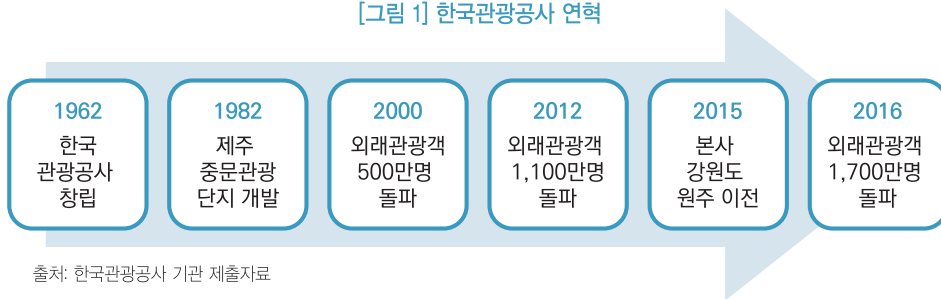 [그림 1] 한국관광공사 연혁
1962
한국
관광공사
창립
1982
제주
중문관광
단지 개발
2000
외래관광객
500만명
돌파
2012
외래관광객
1,100만명
돌파
2015
본사
강원도
원주 이전
2016
외래관광객
1,700만명
돌파
출처: 한국관광공사 기관 제출자료